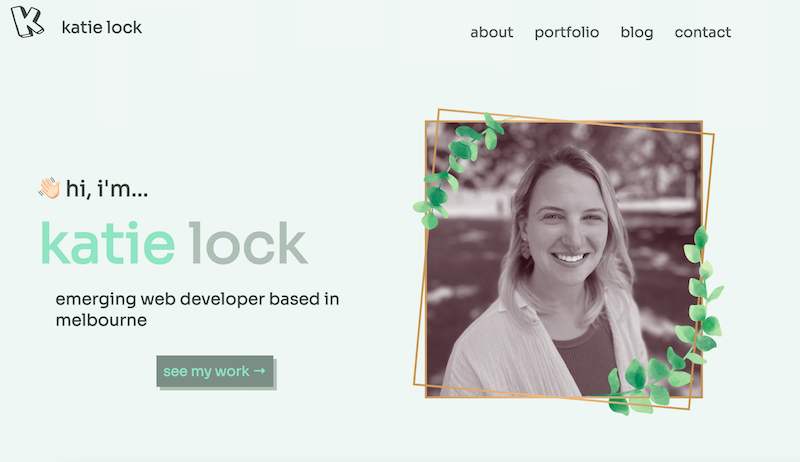 K
katie lock
about portfolio blog contact
👋🏻 hi, i'm...
katie lock
emerging web developer based in
melbourne
see my work →